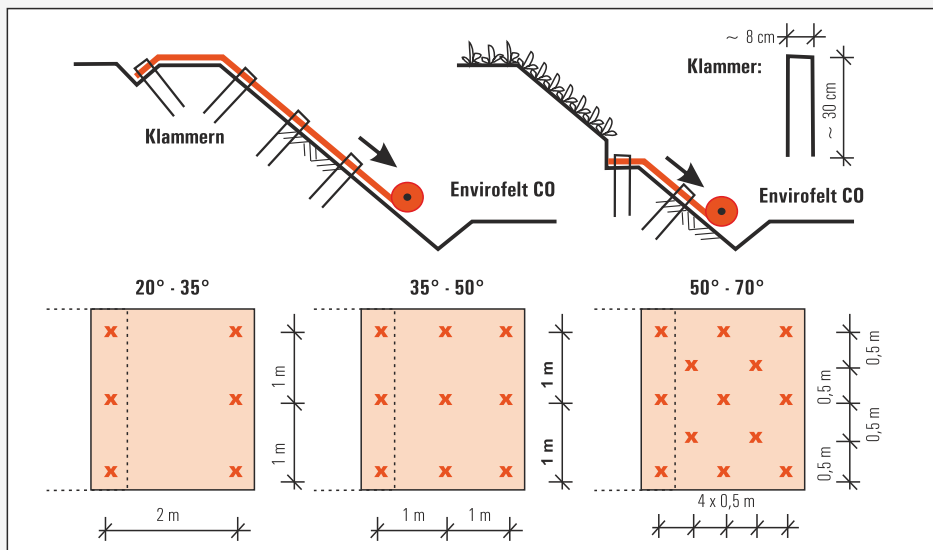 ~ 8 cm
Klammer:
~ 30 cm
Klammern
Envirofelt CO
Envirofelt CO
20° - 35°
35° - 50°
50° - 70°
x x
x x
x x
1 m
1 m
2 m
x x x
x x x
x x x
1 m
1 m
1 m 1 m
x x x
x x
x x x
x x
x x x
0,5 m
0,5 m
0,5 m
0,5 m
4 x 0,5 m